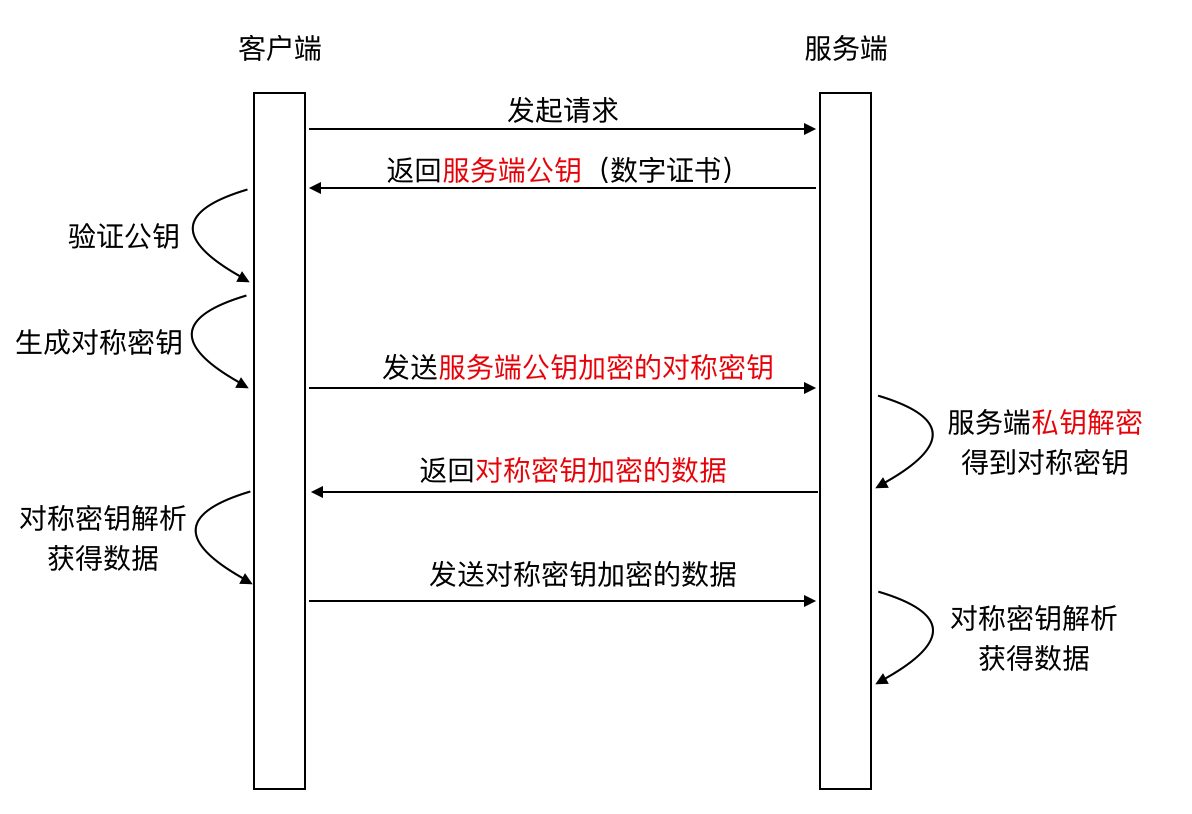 客户端
服务端
发起请求
返回服务端公钥（数字证书）
验证公钥
生成对称密钥
发送服务端公钥加密的对称密钥
服务端私钥解密
得到对称密钥
返回对称密钥加密的数据
对称密钥解析
获得数据
发送对称密钥加密的数据
对称密钥解析
获得数据